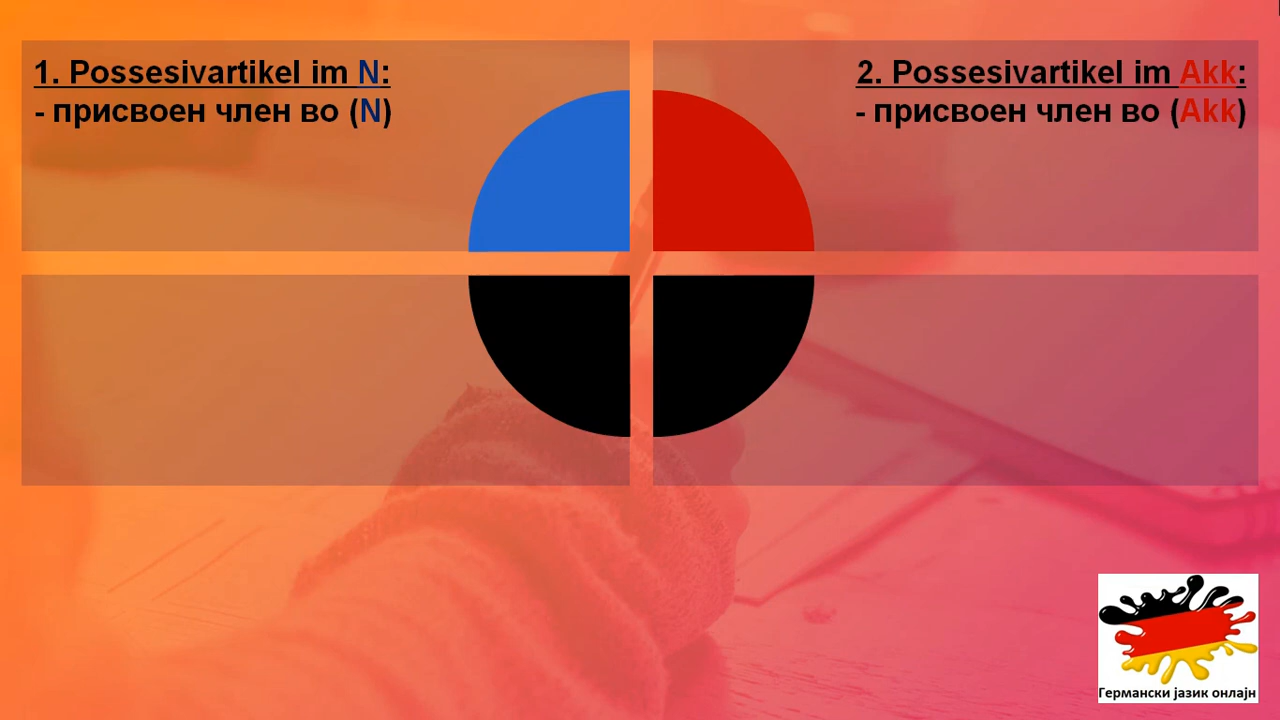 1. Possesivartikel im N:
- присвоен член во (N)
2. Possesivartikel im Akk:
- присвоен член во (Akk)
Германски јазик онлајн